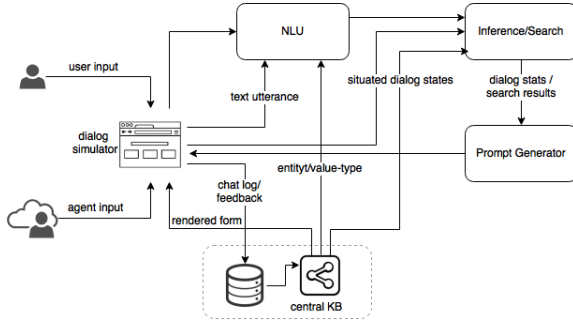 NLU
Inference/Search
user input
situated dialog states
dialog stats /
search results
text utterance
dialog
simulator
Prompt Generator
entityt/value-type
chat log/
feedback
agent input
rendered form
central KB